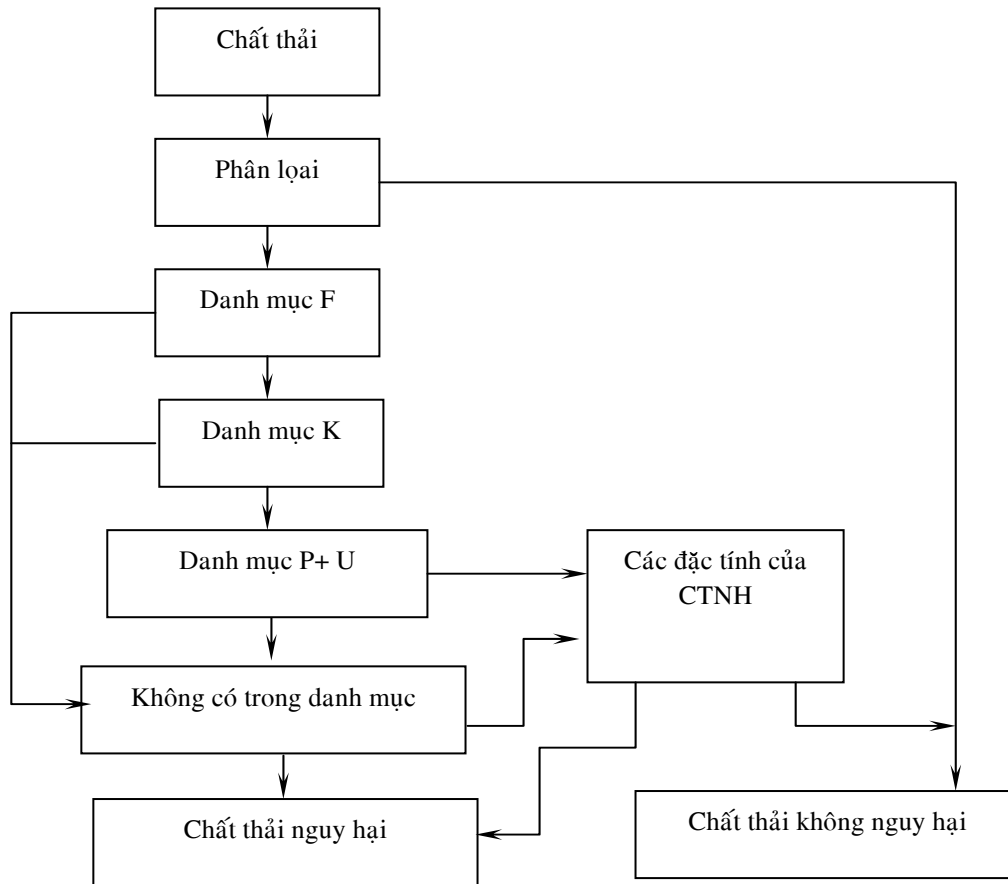 Chất thải
Phân lọai
Danh mục F
Danh mục K
Danh mục P+ U
Các đặc tính của
CTNH
Không có trong danh mục
Chất thải nguy hại
Chất thải không nguy hại